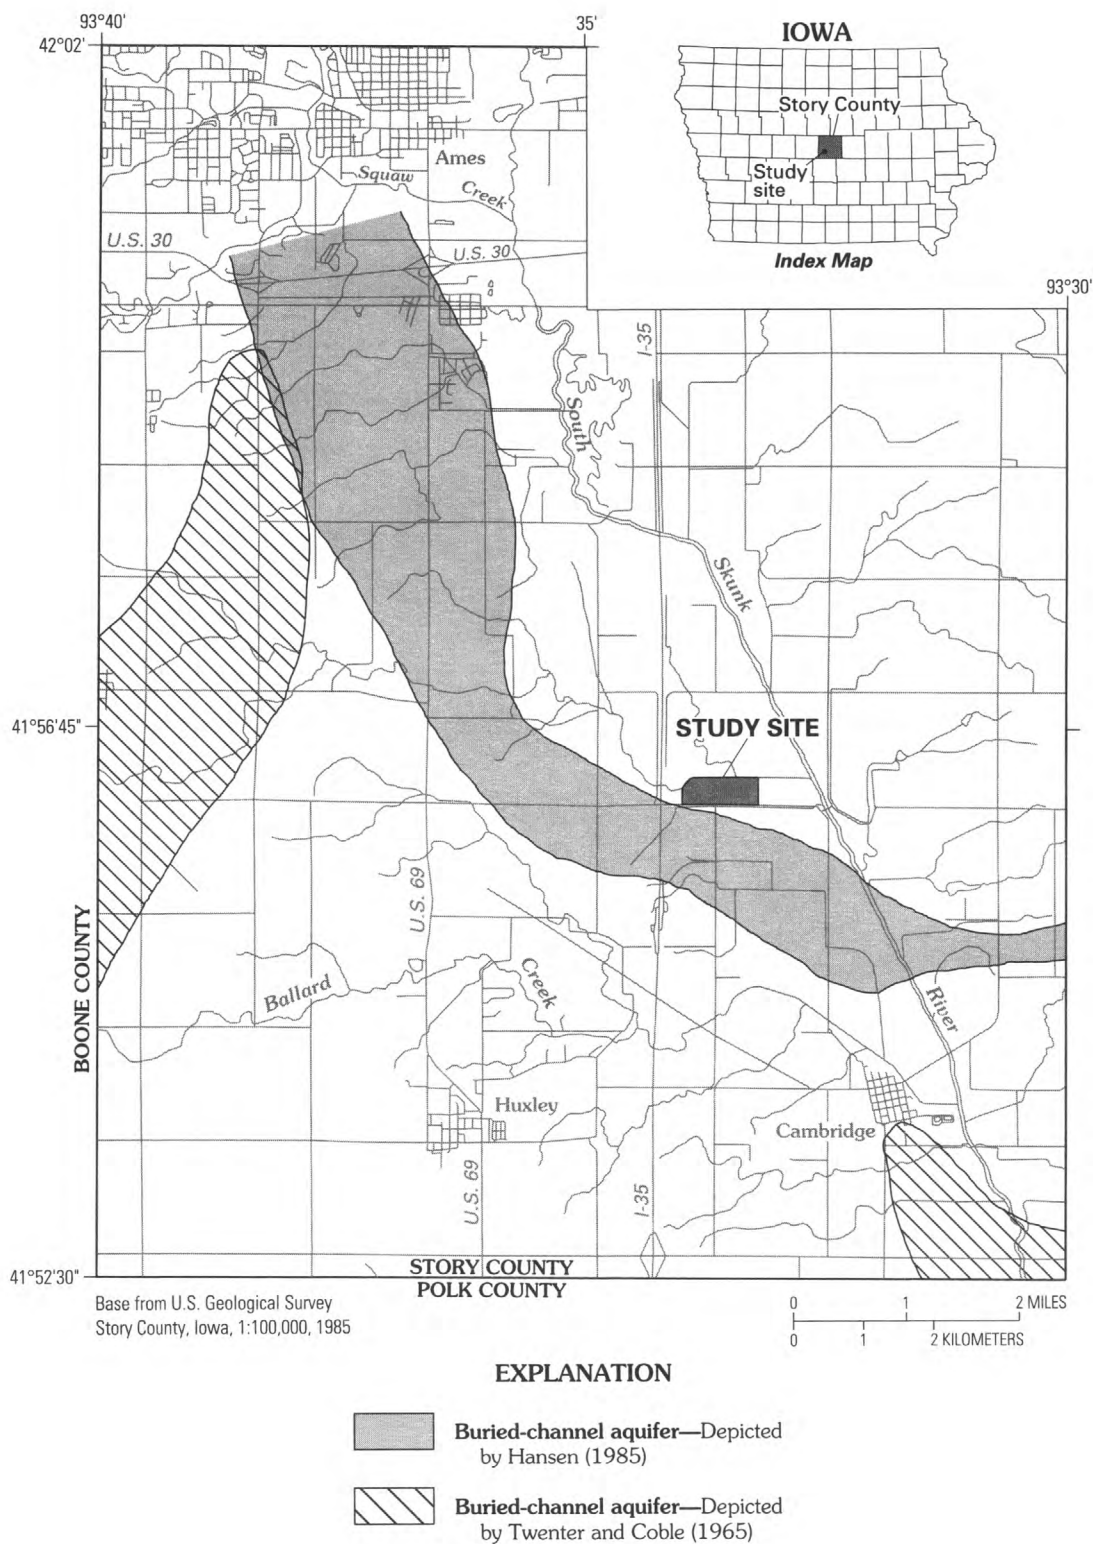 93°40'
35'
42°02'
IOWA
Story County
Study
site
Index Map
Ames
Squaw
Creek
U.S. 30
U.S. 30
93°30'
I-35
South
Skunk
41°56'45"
STUDY SITE
U.S. 69
BOONE COUNTY
Ballard
Creek
River
Huxley
Cambridge
U.S. 69
I-35
41°52'30"
STORY COUNTY
POLK COUNTY
Base from U.S. Geological Survey
Story County, Iowa, 1:100,000, 1985
0 1 2 MILES
0 1 2 KILOMETERS
EXPLANATION
Buried-channel aquifer—Depicted
by Hansen (1985)
Buried-channel aquifer—Depicted
by Twenter and Coble (1965)